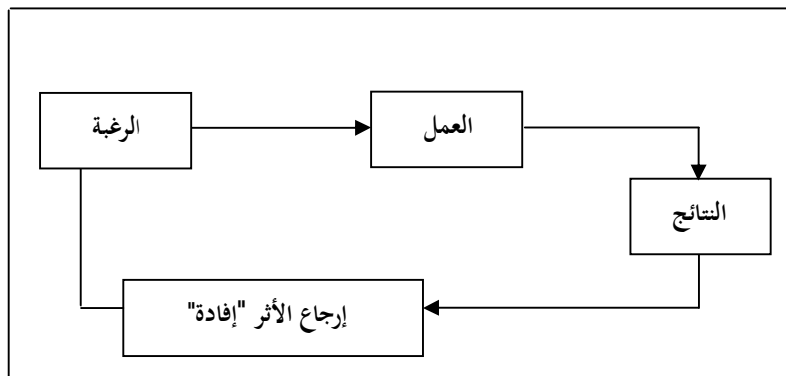 الرغبة
العمل
النتائج
إرجاع الأثر "إفادة"